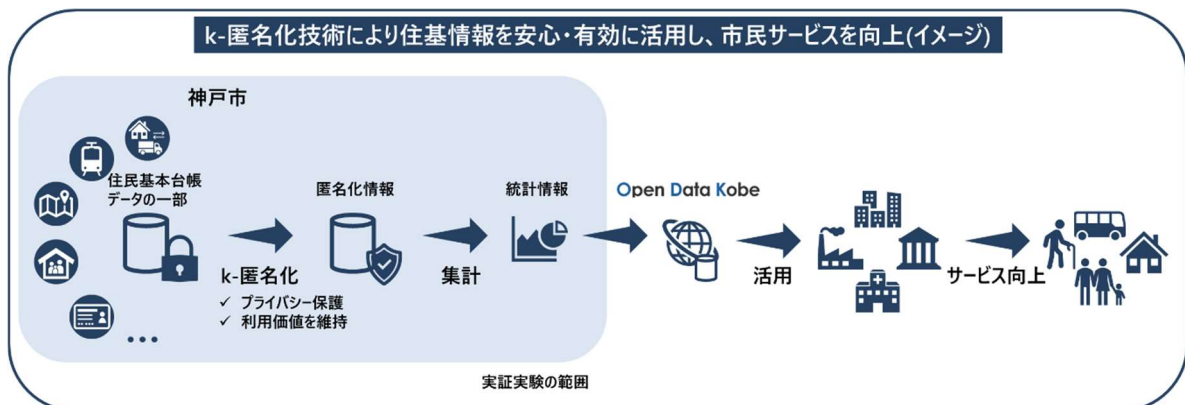 k-匿名化技術により住基情報を安心・有効に活用し、市民サービスを向上(イメージ)
神戸市
住民基本台帳
データの一部
匿名化情報
統計情報
Open Data Kobe
k-匿名化
✓ プライバシー保護
✓ 利用価値を維持
集計
活用
サービス向上
…
実証実験の範囲